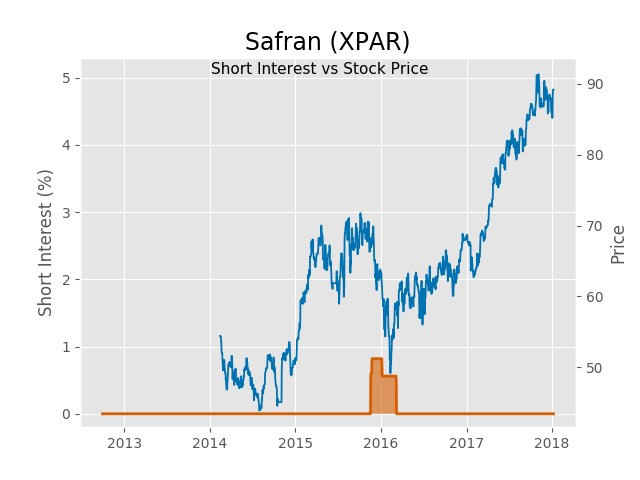 Safran (XPAR)
Short Interest vs Stock Price
Short Interest (%)
5
4
3
2
1
0
90
80
70
60
50
Price
2013 2014 2015 2016 2017 2018